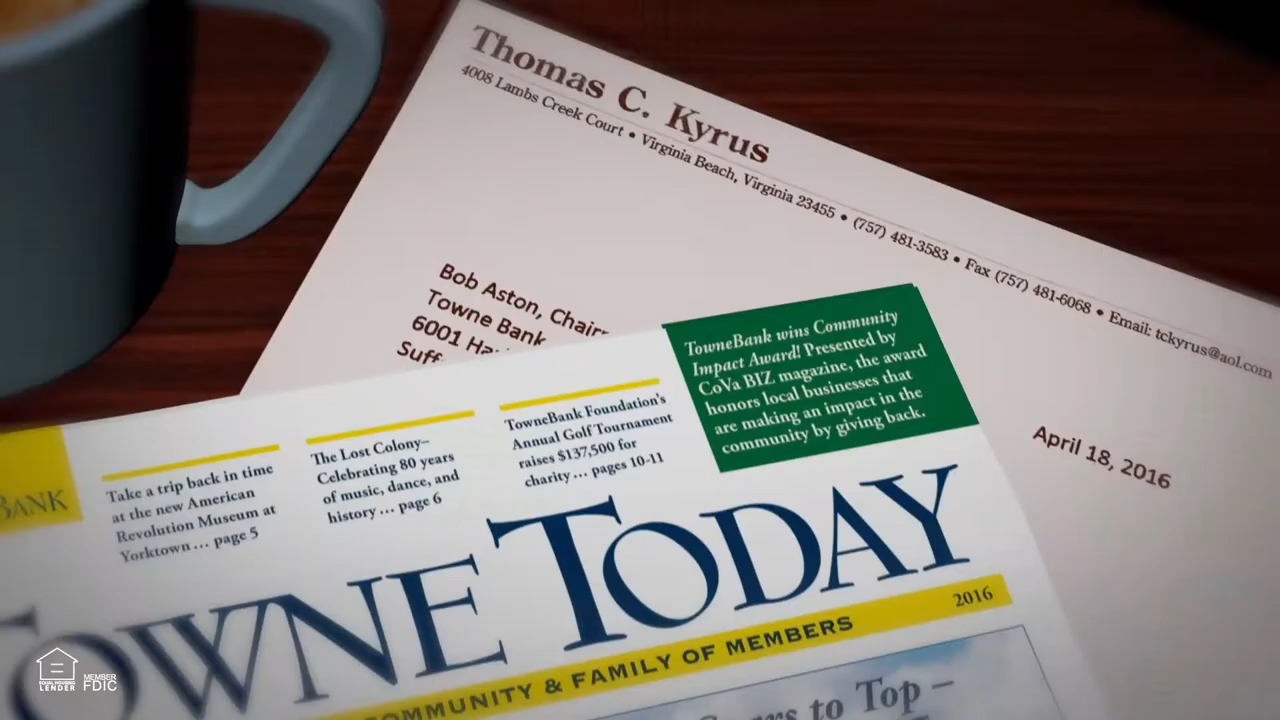 Thomas C. Kyrus
4008 Lambs Creek Court • Virginia Beach, Virginia 23455 • (757) 481-3583 • Fax (757) 481-6068 • Email: tckyrus@aol.com
Bob Aston,
Towne Bank
6001
April 18, 2016
TowneBank wins Community
Impact Award! Presented by
CoVa BIZ magazine, the award
honors local businesses that
are making an impact in the
community by giving back.
BANK
Take a trip back in time
at the new American
Revolution Museum at
Yorktown ... page 5
The Lost Colony–
Celebrating 80 years
of music, dance, and
history ... page 6
TowneBank Foundation's
Annual Golf Tournament
raises $137,500 for
charity ... pages 10-11
TOWNE TODAY
2016
COMMUNITY & FAMILY OF MEMBERS
to Top –
EQUAL HOUSING
LENDER
MEMBER
FDIC